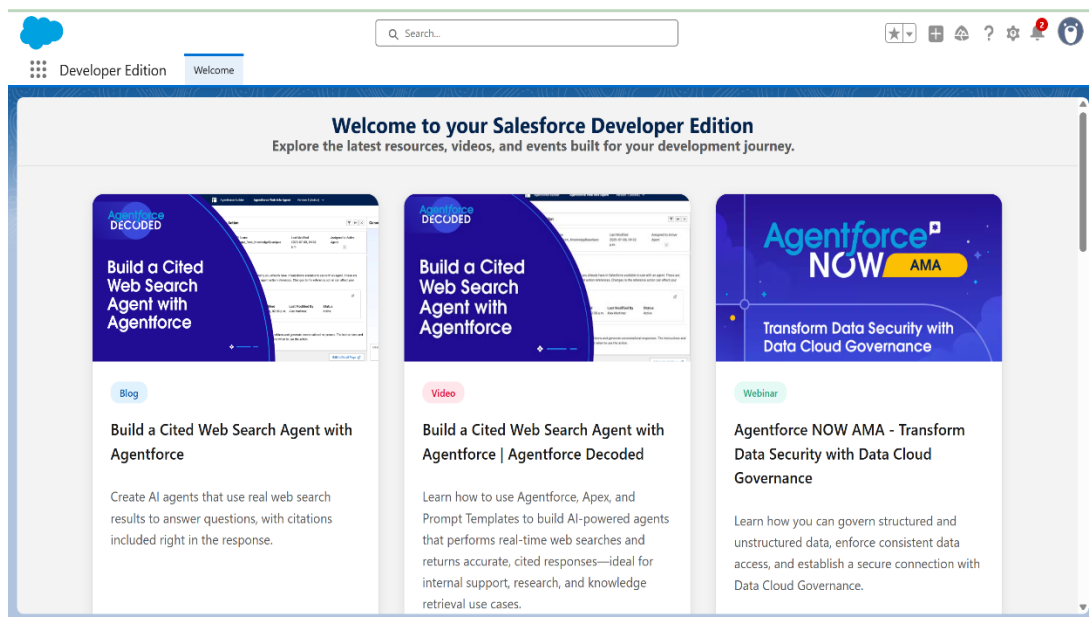 Search...
2
Developer Edition
Welcome
Welcome to your Salesforce Developer Edition
Explore the latest resources, videos, and events built for your development journey.
Agentforce
DECODED
Build a Cited
Web Search
Agent with
Agentforce
Agentforce
DECODED
Build a Cited
Web Search
Agent with
Agentforce
Agentforce
NOW AMA
Transform Data Security with
Data Cloud Governance
Blog
Build a Cited Web Search Agent with
Agentforce
Create AI agents that use real web search
results to answer questions, with citations
included right in the response.
Video
Build a Cited Web Search Agent with
Agentforce | Agentforce Decoded
Learn how to use Agentforce, Apex, and
Prompt Templates to build AI-powered agents
that performs real-time web searches and
returns accurate, cited responses—ideal for
internal support, research, and knowledge
retrieval use cases.
Webinar
Agentforce NOW AMA - Transform
Data Security with Data Cloud
Governance
Learn how you can govern structured and
unstructured data, enforce consistent data
access, and establish a secure connection with
Data Cloud Governance.